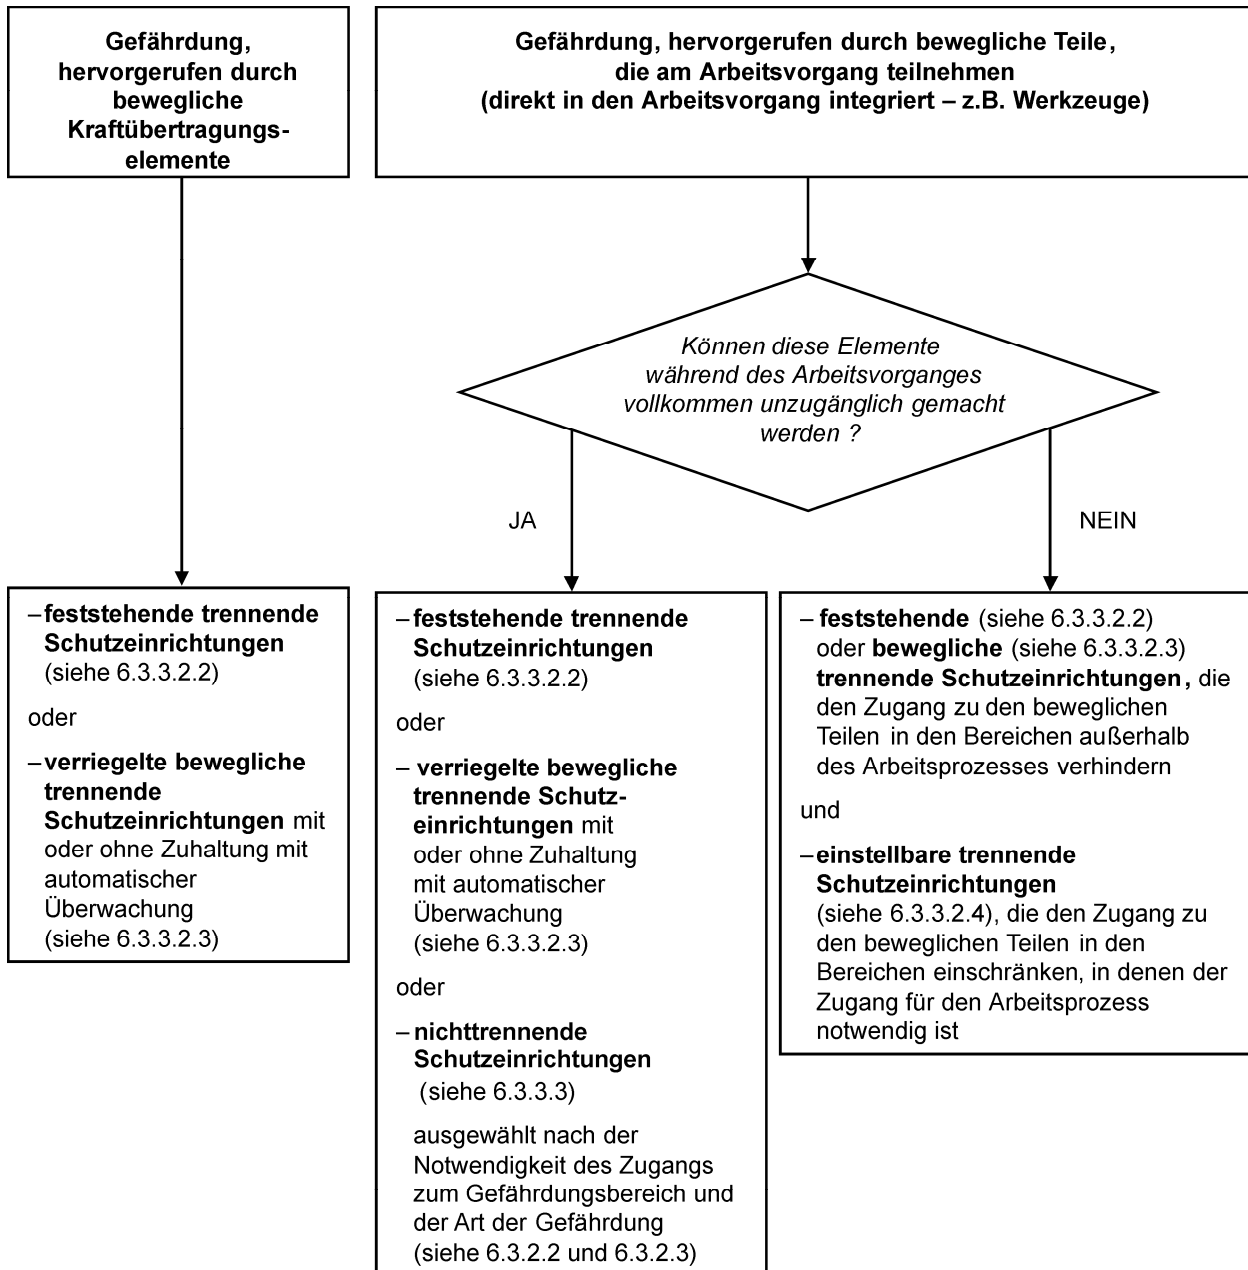 Gefährdung,
hervorgerufen durch
bewegliche
Kraftübertragungs-
elemente
Gefährdung, hervorgerufen durch bewegliche Teile,
die am Arbeitsvorgang teilnehmen
(direkt in den Arbeitsvorgang integriert – z.B. Werkzeuge)
Können diese Elemente
während des Arbeitsvorganges
vollkommen unzugänglich gemacht
werden ?
JA
NEIN
– feststehende trennende
Schutzeinrichtungen
(siehe 6.3.3.2.2)
oder
– verriegelte bewegliche
trennende
Schutzeinrichtungen mit
oder ohne Zuhaltung mit
automatischer
Überwachung
(siehe 6.3.3.2.3)
– feststehende trennende
Schutzeinrichtungen
(siehe 6.3.3.2.2)
oder
– verriegelte bewegliche
trennende Schutz-
einrichtungen mit
oder ohne Zuhaltung
mit automatischer
Überwachung
(siehe 6.3.3.2.3)
oder
– nichttrennende
Schutzeinrichtungen
(siehe 6.3.3.3)
ausgewählt nach der
Notwendigkeit des Zugangs
zum Gefährdungsbereich und
der Art der Gefährdung
(siehe 6.3.2.2 und 6.3.2.3)
– feststehende (siehe 6.3.3.2.2)
oder bewegliche (siehe 6.3.3.2.3)
trennende Schutzeinrichtungen, die
den Zugang zu den beweglichen
Teilen in den Bereichen außerhalb
des Arbeitsprozesses verhindern
und
– einstellbare trennende
Schutzeinrichtungen
(siehe 6.3.3.2.4), die den Zugang zu
den beweglichen Teilen in den
Bereichen einschränken, in denen der
Zugang für den Arbeitsprozess
notwendig ist